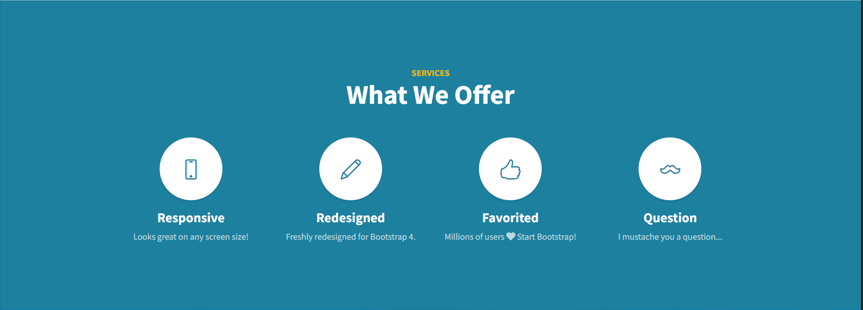 SERVICES
What We Offer
Responsive
Looks great on any screen size!
Redesigned
Freshly redesigned for Bootstrap 4.
Favorited
Millions of users ♥ Start Bootstrap!
Question
I mustache you a question...